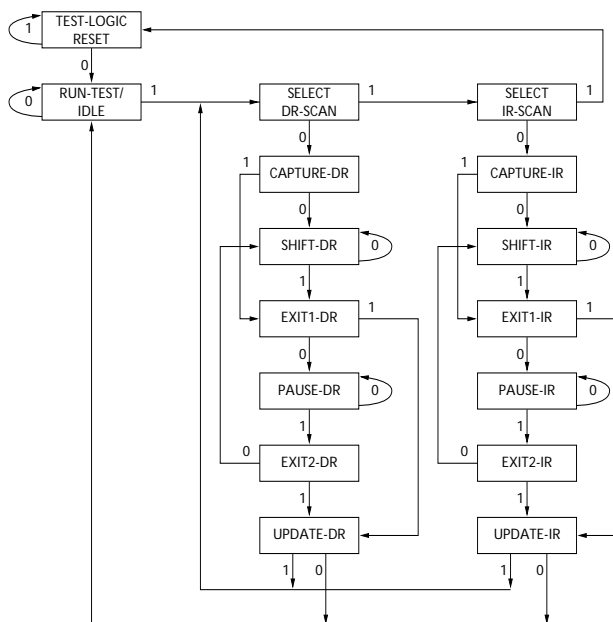 TEST-LOGIC
RESET
1
0
RUN-TEST/
IDLE
0
1
SELECT
DR-SCAN
1
SELECT
IR-SCAN
1
0
0
1
CAPTURE-DR
1
CAPTURE-IR
0
0
SHIFT-DR
0
SHIFT-IR
0
1
1
EXIT1-DR
1
EXIT1-IR
1
0
0
PAUSE-DR
0
PAUSE-IR
0
1
1
0
EXIT2-DR
0
EXIT2-IR
1
1
UPDATE-DR
UPDATE-IR
1
0
1
0